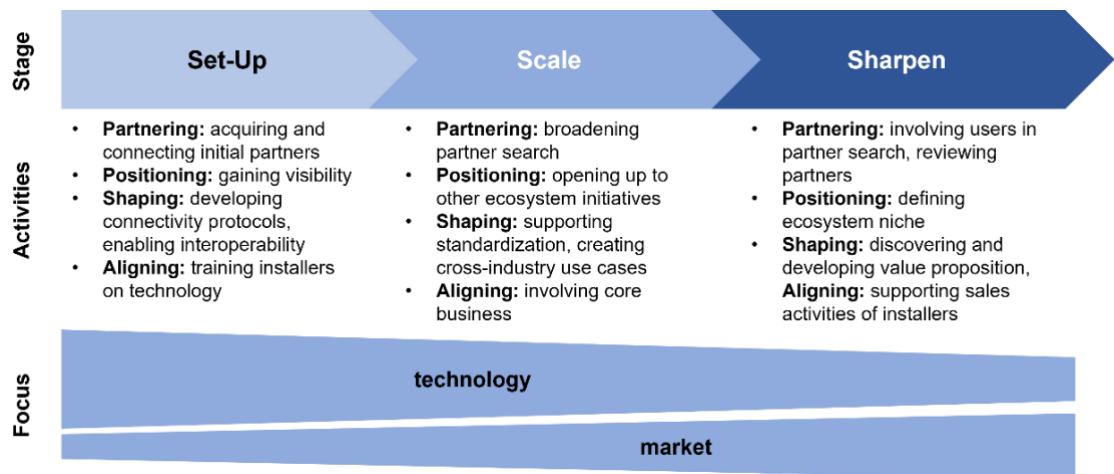 Stage
Set-Up
Scale
Sharpen
Activities
• Partnering: acquiring and
connecting initial partners
• Positioning: gaining visibility
• Shaping: developing
connectivity protocols,
enabling interoperability
• Aligning: training installers
on technology
• Partnering: broadening
partner search
• Positioning: opening up to
other ecosystem initiatives
• Shaping: supporting
standardization, creating
cross-industry use cases
• Aligning: involving core
business
• Partnering: involving users in
partner search, reviewing
partners
• Positioning: defining
ecosystem niche
• Shaping: discovering and
developing value proposition,
Aligning: supporting sales
activities of installers
Focus
technology
market